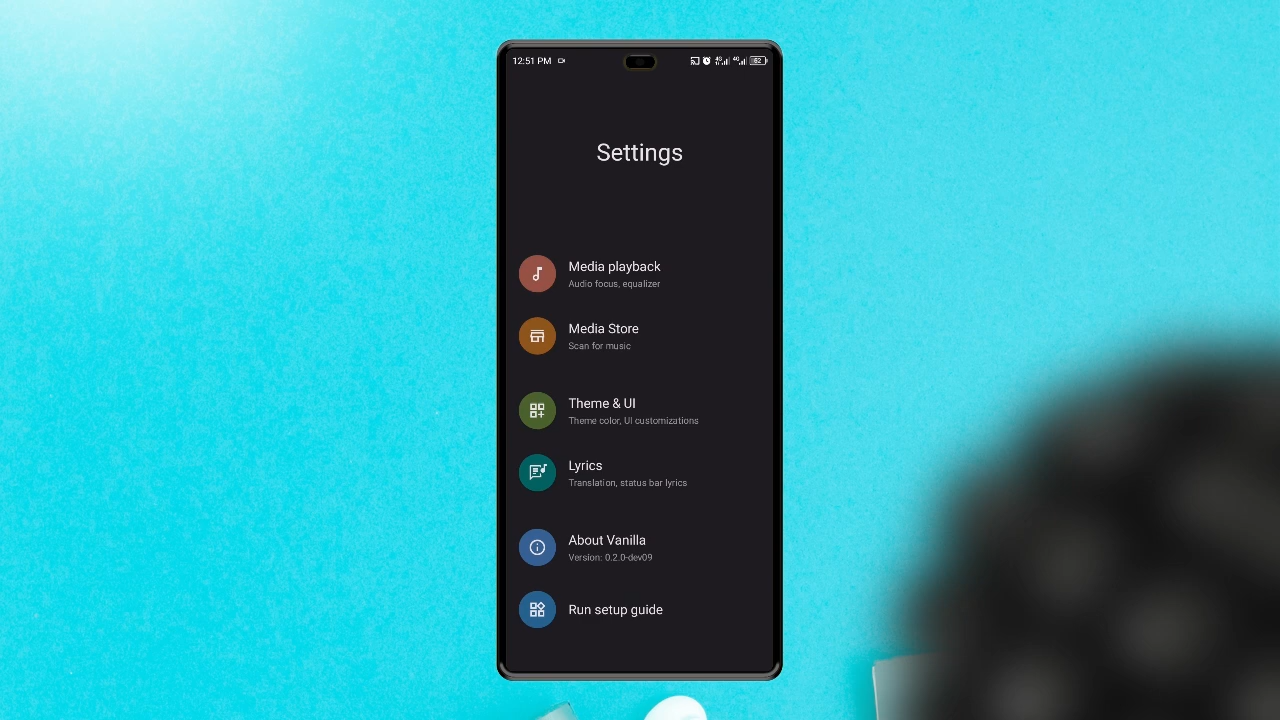 12:51 PM
62
Settings
Media playback
Audio focus, equalizer
Media Store
Scan for music
Theme & UI
Theme color, UI customizations
Lyrics
Translation, status bar lyrics
About Vanilla
Version: 0.2.0-dev09
Run setup guide